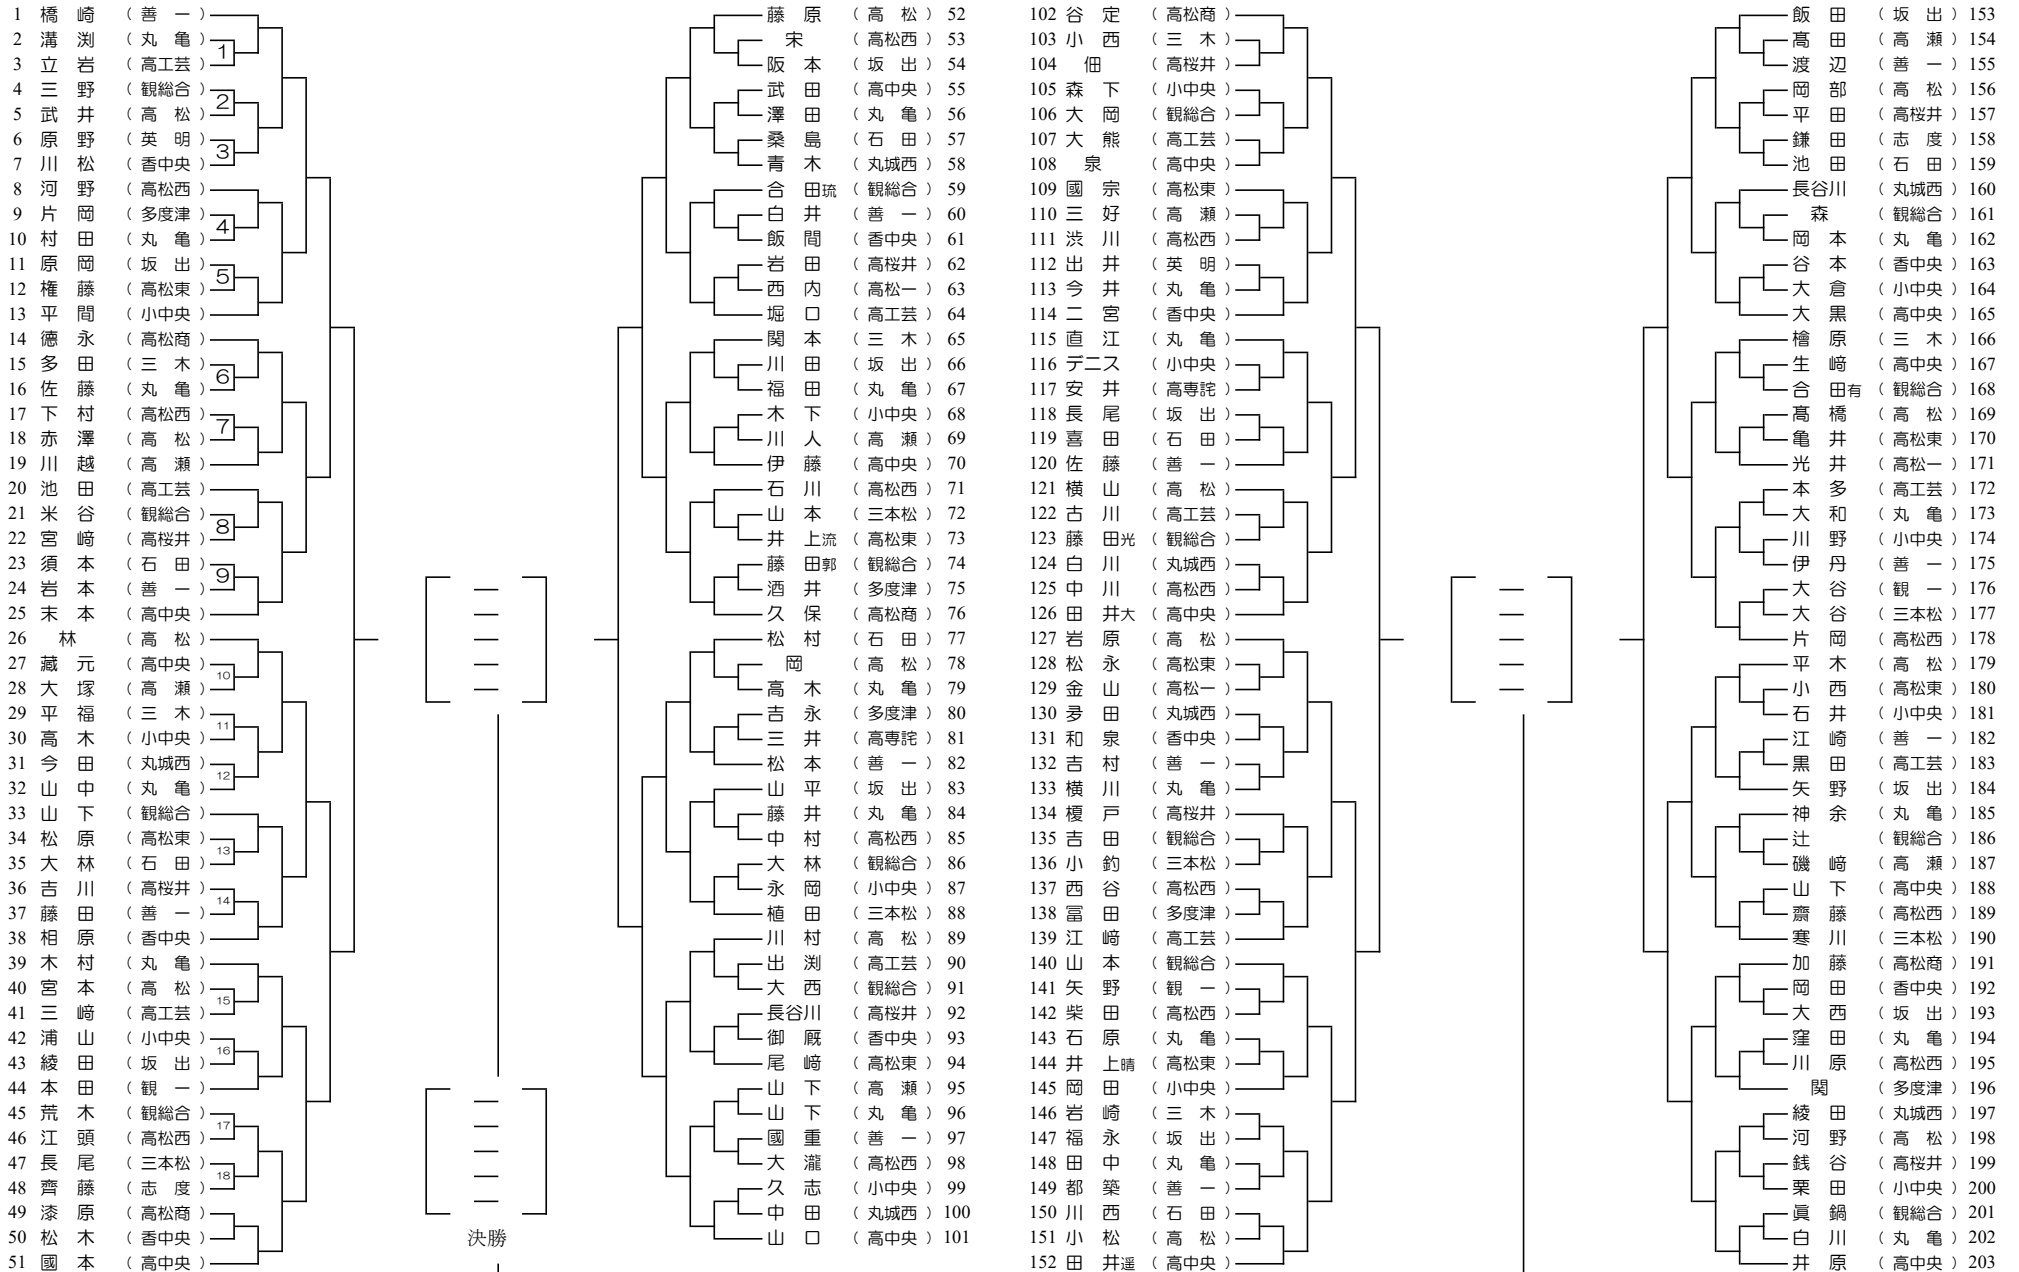 1 橋 崎 ( 善 一 )
2 溝 渕 ( 丸 亀 )
1
3 立 岩 ( 高工芸 )
4 三 野 ( 観総合 )
2
5 武 井 ( 高 松 )
6 原 野 ( 英 明 )
3
7 川 松 ( 香中央 )
8 河 野 ( 高松西 )
9 片 岡 ( 多度津 )
4
10 村 田 ( 丸 亀 )
11 原 岡 ( 坂 出 )
5
12 権 藤 ( 高松東 )
13 平 間 ( 小中央 )
14 德 永 ( 高松商 )
15 多 田 ( 三 木 )
6
16 佐 藤 ( 丸 亀 )
17 下 村 ( 高松西 )
7
18 赤 澤 ( 高 松 )
19 川 越 ( 高 瀬 )
20 池 田 ( 高工芸 )
21 米 谷 ( 観総合 )
8
22 宮 﨑 ( 高桜井 )
23 須 本 ( 石 田 )
9
24 岩 本 ( 善 一 )
25 末 本 ( 高中央 )
26 林 ( 高 松 )
27 藏 元 ( 高中央 )
10
28 大 塚 ( 高 瀬 )
29 平 福 ( 三 木 )
11
30 高 木 ( 小中央 )
31 今 田 ( 丸城西 )
12
32 山 中 ( 丸 亀 )
33 山 下 ( 観総合 )
34 松 原 ( 高松東 )
13
35 大 林 ( 石 田 )
36 吉 川 ( 高桜井 )
14
37 藤 田 ( 善 一 )
38 相 原 ( 香中央 )
39 木 村 ( 丸 亀 )
40 宮 本 ( 高 松 )
15
41 三 﨑 ( 高工芸 )
42 浦 山 ( 小中央 )
16
43 綾 田 ( 坂 出 )
44 本 田 ( 観 一 )
45 荒 木 ( 観総合 )
17
46 江 頭 ( 高松西 )
47 長 尾 ( 三本松 )
18
48 齊 藤 ( 志 度 )
49 漆 原 ( 高松商 )
50 松 木 ( 香中央 )
51 國 本 ( 高中央 )
決勝
藤 原 ( 高 松 ) 52
宋 ( 高松西 ) 53
阪 本 ( 坂 出 ) 54
武 田 ( 高中央 ) 55
澤 田 ( 丸 亀 ) 56
桑 島 ( 石 田 ) 57
青 木 ( 丸城西 ) 58
合 田琉 ( 観総合 ) 59
白 井 ( 善 一 ) 60
飯 間 ( 香中央 ) 61
岩 田 ( 高桜井 ) 62
西 内 ( 高松一 ) 63
堀 口 ( 高工芸 ) 64
関 本 ( 三 木 ) 65
川 田 ( 坂 出 ) 66
福 田 ( 丸 亀 ) 67
木 下 ( 小中央 ) 68
川 人 ( 高 瀬 ) 69
伊 藤 ( 高中央 ) 70
石 川 ( 高松西 ) 71
山 本 ( 三本松 ) 72
井 上流 ( 高松東 ) 73
藤 田郭 ( 観総合 ) 74
酒 井 ( 多度津 ) 75
久 保 ( 高松商 ) 76
松 村 ( 石 田 ) 77
岡 ( 高 松 ) 78
高 木 ( 丸 亀 ) 79
吉 永 ( 多度津 ) 80
三 井 ( 高専詫 ) 81
松 本 ( 善 一 ) 82
山 平 ( 坂 出 ) 83
藤 井 ( 丸 亀 ) 84
中 村 ( 高松西 ) 85
大 林 ( 観総合 ) 86
永 岡 ( 小中央 ) 87
植 田 ( 三本松 ) 88
川 村 ( 高 松 ) 89
出 渕 ( 高工芸 ) 90
大 西 ( 観総合 ) 91
長谷川 ( 高桜井 ) 92
御 厩 ( 香中央 ) 93
尾 﨑 ( 高松東 ) 94
山 下 ( 高 瀬 ) 95
山 下 ( 丸 亀 ) 96
國 重 ( 善 一 ) 97
大 瀧 ( 高松西 ) 98
久 志 ( 小中央 ) 99
中 田 ( 丸城西 ) 100
山 口 ( 高中央 ) 101
102 谷 定 ( 高松商 )
103 小 西 ( 三 木 )
104 佃 ( 高桜井 )
105 森 下 ( 小中央 )
106 大 岡 ( 観総合 )
107 大 熊 ( 高工芸 )
108 泉 ( 高中央 )
109 國 宗 ( 高松東 )
110 三 好 ( 高 瀬 )
111 渋 川 ( 高松西 )
112 出 井 ( 英 明 )
113 今 井 ( 丸 亀 )
114 二 宮 ( 香中央 )
115 直 江 ( 丸 亀 )
116 デニス ( 小中央 )
117 安 井 ( 高専詫 )
118 長 尾 ( 坂 出 )
119 喜 田 ( 石 田 )
120 佐 藤 ( 善 一 )
121 横 山 ( 高 松 )
122 古 川 ( 高工芸 )
123 藤 田光 ( 観総合 )
124 白 川 ( 丸城西 )
125 中 川 ( 高松西 )
126 田 井大 ( 高中央 )
127 岩 原 ( 高 松 )
128 松 永 ( 高松東 )
129 金 山 ( 高松一 )
130 夛 田 ( 丸城西 )
131 和 泉 ( 香中央 )
132 吉 村 ( 善 一 )
133 横 川 ( 丸 亀 )
134 榎 戸 ( 高桜井 )
135 吉 田 ( 観総合 )
136 小 釣 ( 三本松 )
137 西 谷 ( 高松西 )
138 冨 田 ( 多度津 )
139 江 﨑 ( 高工芸 )
140 山 本 ( 観総合 )
141 矢 野 ( 観 一 )
142 柴 田 ( 高松西 )
143 石 原 ( 丸 亀 )
144 井 上晴 ( 高松東 )
145 岡 田 ( 小中央 )
146 岩 崎 ( 三 木 )
147 福 永 ( 坂 出 )
148 田 中 ( 丸 亀 )
149 都 築 ( 善 一 )
150 川 西 ( 石 田 )
151 小 松 ( 高 松 )
152 田 井遥 ( 高中央 )
飯 田 ( 坂 出 ) 153
髙 田 ( 高 瀬 ) 154
渡 辺 ( 善 一 ) 155
岡 部 ( 高 松 ) 156
平 田 ( 高桜井 ) 157
鎌 田 ( 志 度 ) 158
池 田 ( 石 田 ) 159
長谷川 ( 丸城西 ) 160
森 ( 観総合 ) 161
岡 本 ( 丸 亀 ) 162
谷 本 ( 香中央 ) 163
大 倉 ( 小中央 ) 164
大 黒 ( 高中央 ) 165
檜 原 ( 三 木 ) 166
生 﨑 ( 高中央 ) 167
合 田有 ( 観総合 ) 168
髙 橋 ( 高 松 ) 169
亀 井 ( 高松東 ) 170
光 井 ( 高松一 ) 171
本 多 ( 高工芸 ) 172
大 和 ( 丸 亀 ) 173
川 野 ( 小中央 ) 174
伊 丹 ( 善 一 ) 175
大 谷 ( 観 一 ) 176
大 谷 ( 三本松 ) 177
片 岡 ( 高松西 ) 178
平 木 ( 高 松 ) 179
小 西 ( 高松東 ) 180
石 井 ( 小中央 ) 181
江 崎 ( 善 一 ) 182
黒 田 ( 高工芸 ) 183
矢 野 ( 坂 出 ) 184
神 余 ( 丸 亀 ) 185
辻 ( 観総合 ) 186
磯 﨑 ( 高 瀬 ) 187
山 下 ( 高中央 ) 188
齋 藤 ( 高松西 ) 189
寒 川 ( 三本松 ) 190
加 藤 ( 高松商 ) 191
岡 田 ( 香中央 ) 192
大 西 ( 坂 出 ) 193
窪 田 ( 丸 亀 ) 194
川 原 ( 高松西 ) 195
関 ( 多度津 ) 196
綾 田 ( 丸城西 ) 197
河 野 ( 高 松 ) 198
銭 谷 ( 高桜井 ) 199
栗 田 ( 小中央 ) 200
眞 鍋 ( 観総合 ) 201
白 川 ( 丸 亀 ) 202
井 原 ( 高中央 ) 203